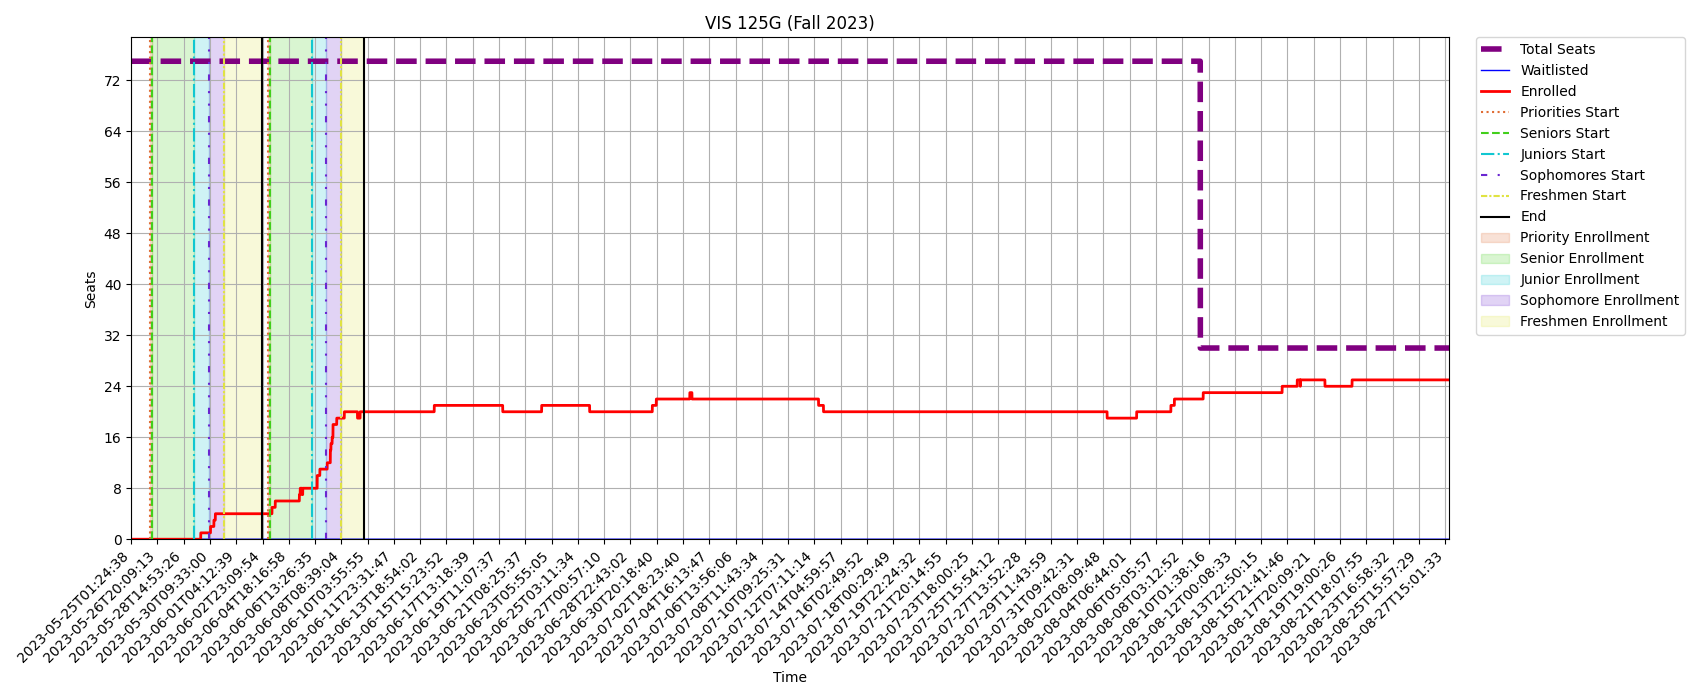 VIS 125G (Fall 2023)
Total Seats
Waitlisted
Enrolled
Priorities Start
Seniors Start
Juniors Start
Sophomores Start
Freshmen Start
End
Priority Enrollment
Senior Enrollment
Junior Enrollment
Sophomore Enrollment
Freshmen Enrollment
Seats
72
64
56
48
40
32
24
16
8
0
2023-05-25T01:24:38
2023-05-26T20:09:13
2023-05-28T14:53:26
2023-05-30T09:33:00
2023-06-01T04:12:39
2023-06-02T23:09:54
2023-06-04T18:16:58
2023-06-06T13:26:35
2023-06-08T08:39:04
2023-06-10T03:55:55
2023-06-11T23:31:47
2023-06-13T18:54:02
2023-06-15T15:23:52
2023-06-17T13:18:39
2023-06-19T11:07:37
2023-06-21T08:25:37
2023-06-23T05:55:05
2023-06-25T03:11:34
2023-06-27T00:57:10
2023-06-28T22:43:02
2023-06-30T20:18:40
2023-07-02T18:23:40
2023-07-04T16:13:47
2023-07-06T13:56:06
2023-07-08T11:43:34
2023-07-10T09:25:31
2023-07-12T07:11:14
2023-07-14T04:59:57
2023-07-16T02:49:52
2023-07-18T00:29:49
2023-07-19T22:24:32
2023-07-21T20:14:55
2023-07-23T18:00:25
2023-07-25T15:54:12
2023-07-27T13:52:28
2023-07-29T11:43:59
2023-07-31T09:42:31
2023-08-02T08:09:48
2023-08-04T06:44:01
2023-08-06T05:05:57
2023-08-08T03:12:52
2023-08-10T01:38:16
2023-08-12T00:08:33
2023-08-13T22:50:15
2023-08-15T21:41:46
2023-08-17T20:09:21
2023-08-19T19:00:26
2023-08-21T18:07:55
2023-08-23T16:58:32
2023-08-25T15:57:29
2023-08-27T15:01:33
Time